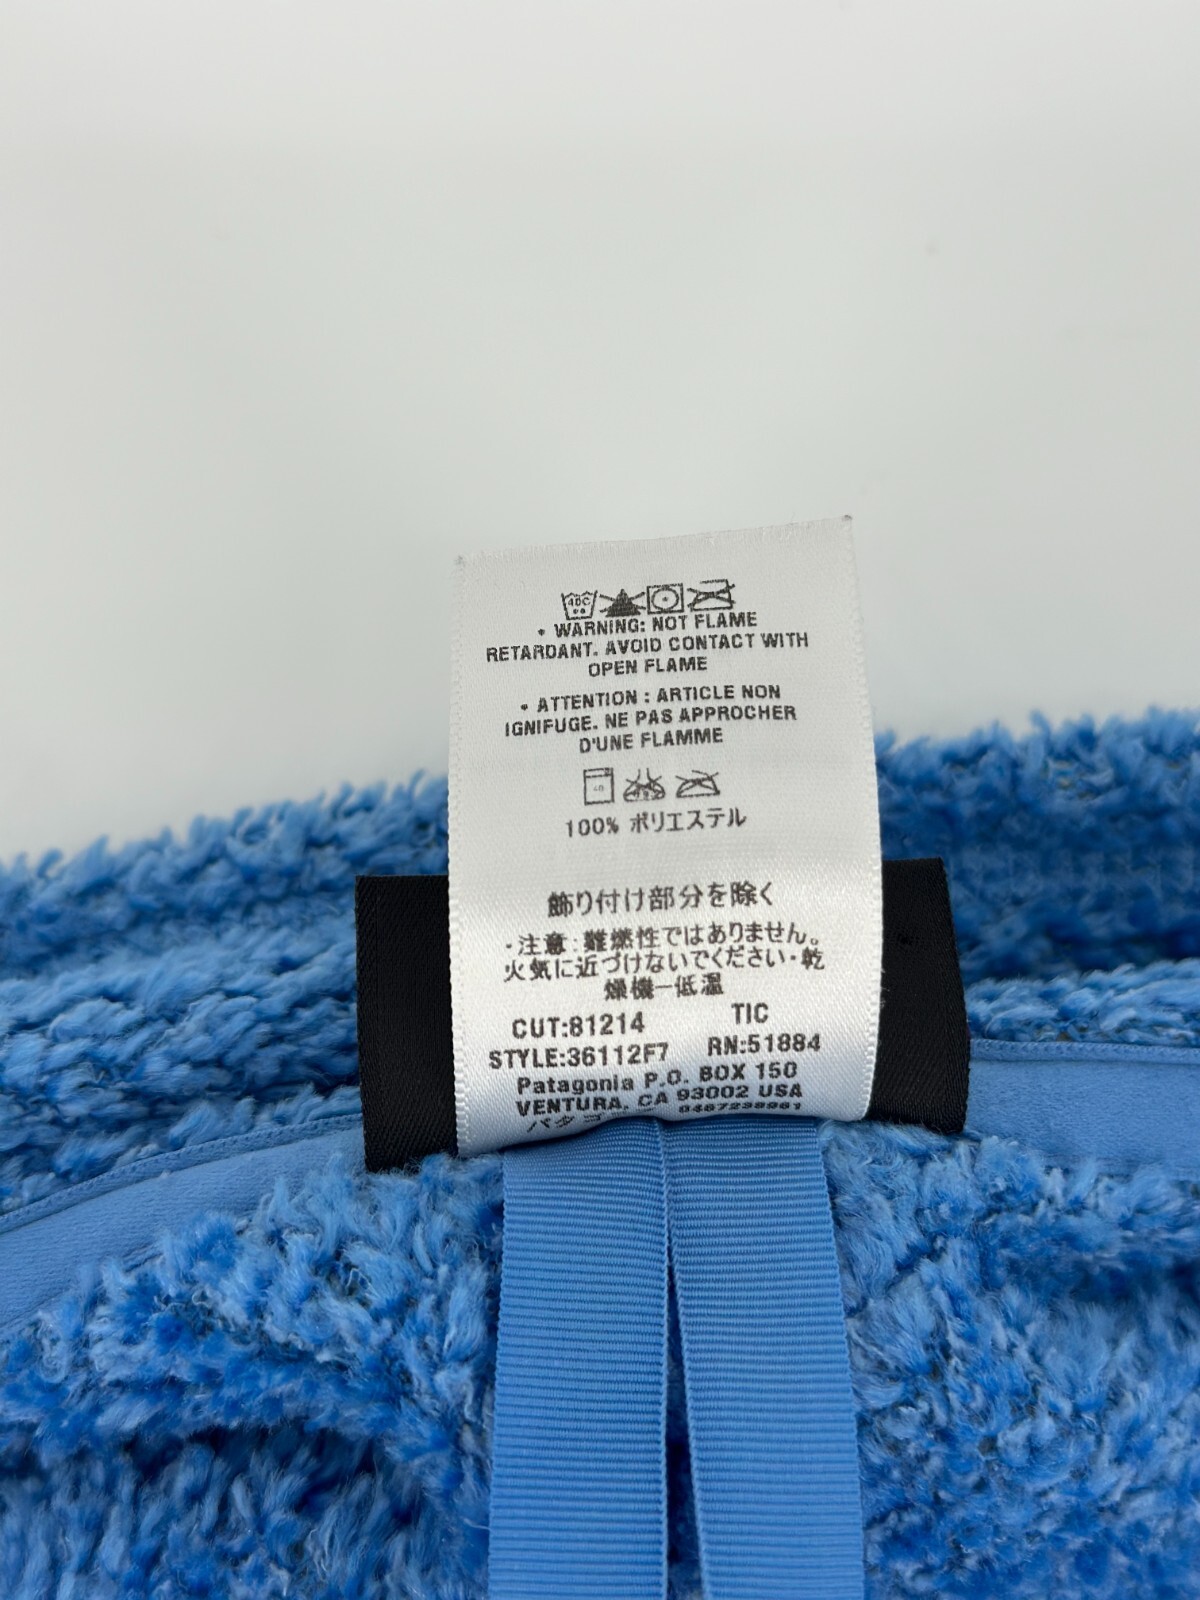 40C
• WARNING: NOT FLAME
RETARDANT. AVOID CONTACT WITH
OPEN FLAME
• ATTENTION : ARTICLE NON
IGNIFUGE. NE PAS APPROCHER
D'UNE FLAMME
40
100% ポリエステル
飾り付け部分を除く
・注意:難燃性ではありません。
火気に近づけないでください・乾
燥機ー低温
CUT:81214 TIC
STYLE:36112F7 RN:51884
Patagonia P.O. BOX 150
VENTURA, CA 93002 USA
0467238961